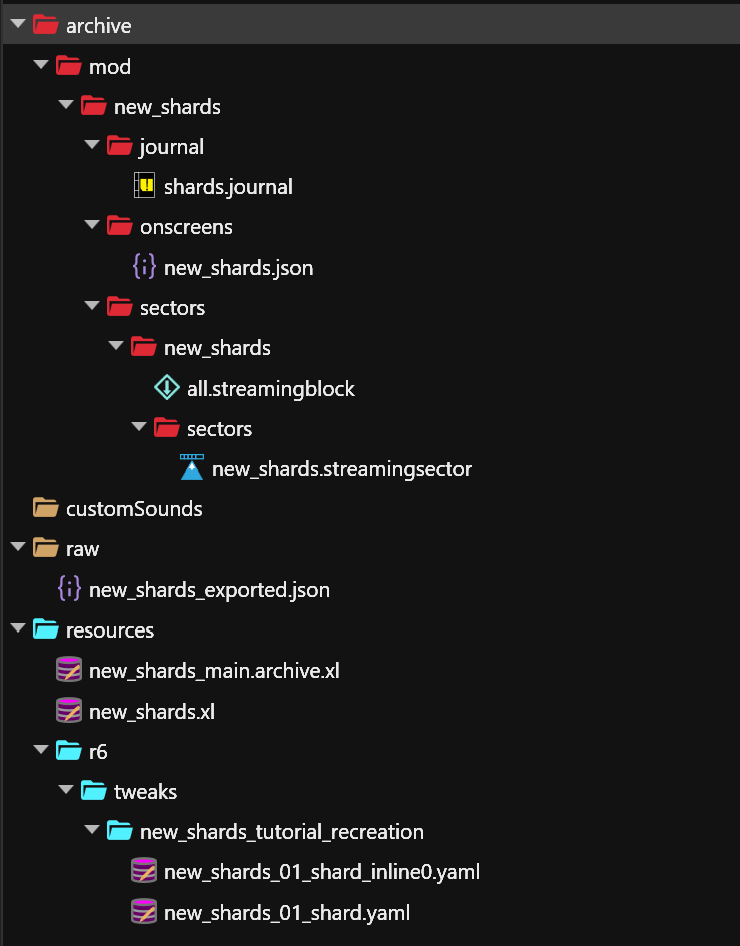 archive
mod
new_shards
journal
shards.journal
onscreens
new_shards.json
sectors
new_shards
all.streamingblock
sectors
new_shards.streamingsector
customSounds
raw
new_shards_exported.json
resources
new_shards_main.archive.xl
new_shards.xl
r6
tweaks
new_shards_tutorial_recreation
new_shards_01_shard_inline0.yaml
new_shards_01_shard.yaml